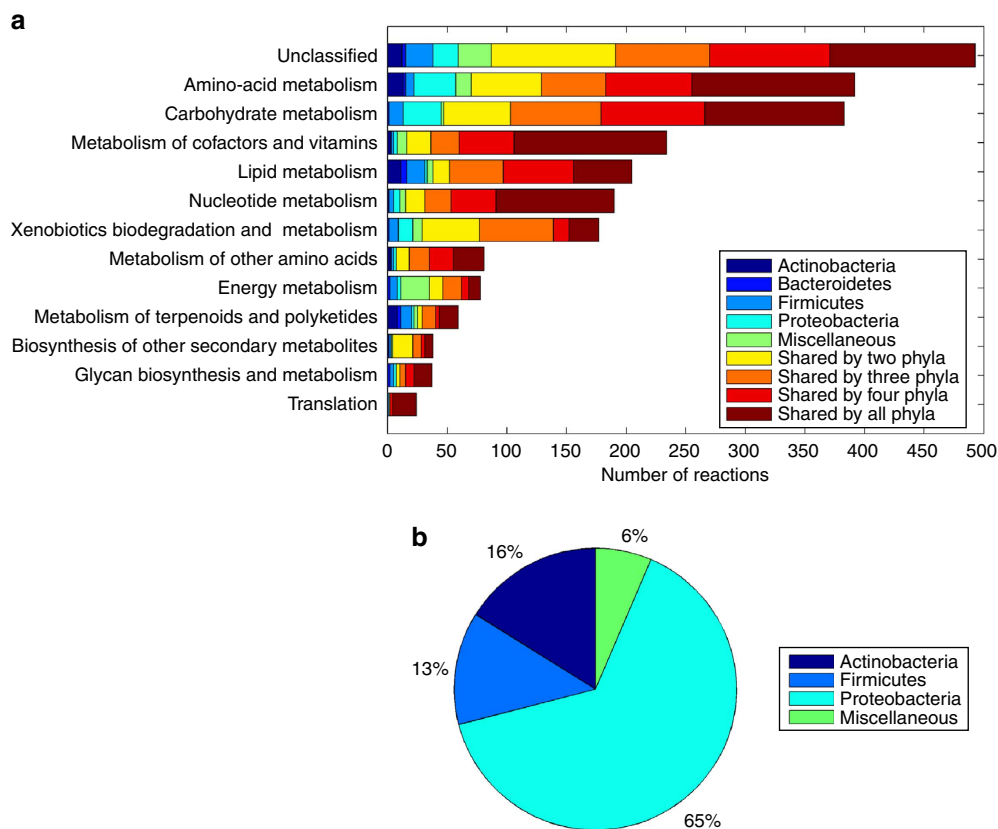 a
Unclassified
Amino-acid metabolism
Carbohydrate metabolism
Metabolism of cofactors and vitamins
Lipid metabolism
Nucleotide metabolism
Xenobiotics biodegradation and metabolism
Metabolism of other amino acids
Energy metabolism
Metabolism of terpenoids and polyketides
Biosynthesis of other secondary metabolites
Glycan biosynthesis and metabolism
Translation
Actinobacteria
Bacteroidetes
Firmicutes
Proteobacteria
Miscellaneous
Shared by two phyla
Shared by three phyla
Shared by four phyla
Shared by all phyla
0 50 100 150 200 250 300 350 400 450 500
Number of reactions
b
6%
16%
13%
65%
Actinobacteria
Firmicutes
Proteobacteria
Miscellaneous